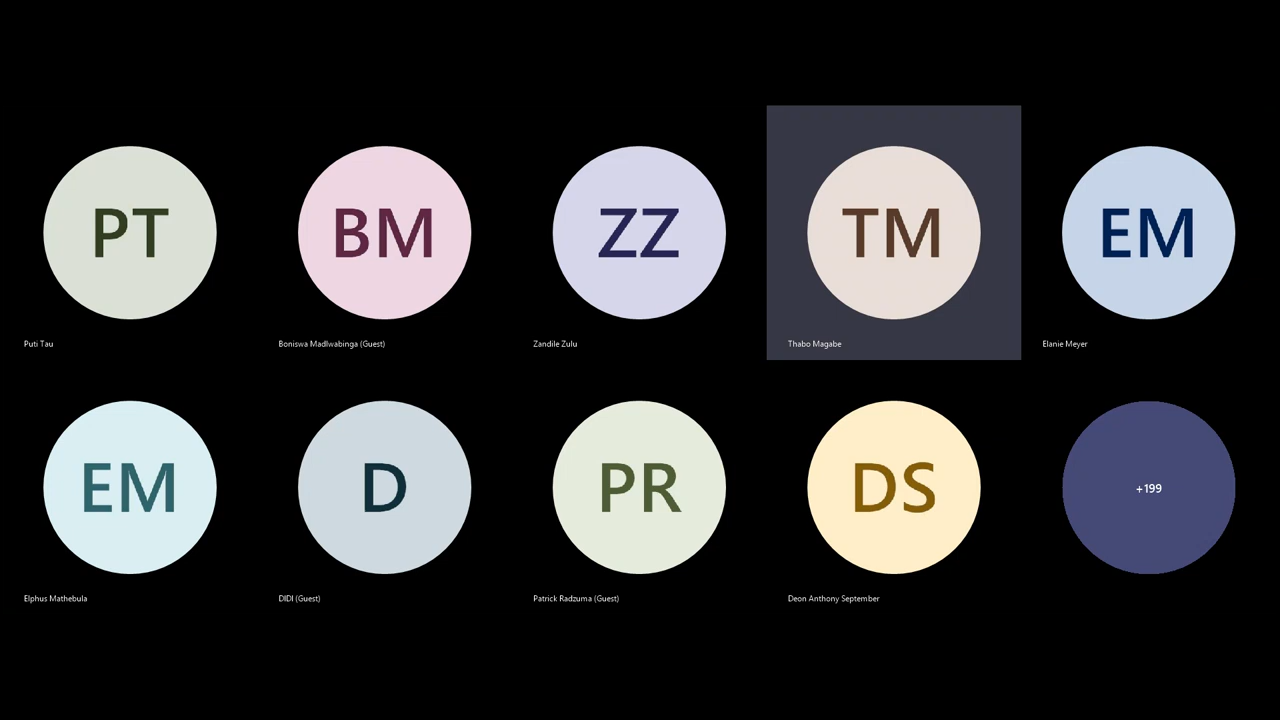 PT
BM
ZZ
TM
EM
Puti Tau
Boniswa Madlwabinga (Guest)
Zandile Zulu
Thabo Magabe
Elanie Meyer
EM
D
PR
DS
+199
Elphus Mathebula
DIDI (Guest)
Patrick Radzuma (Guest)
Deon Anthony September